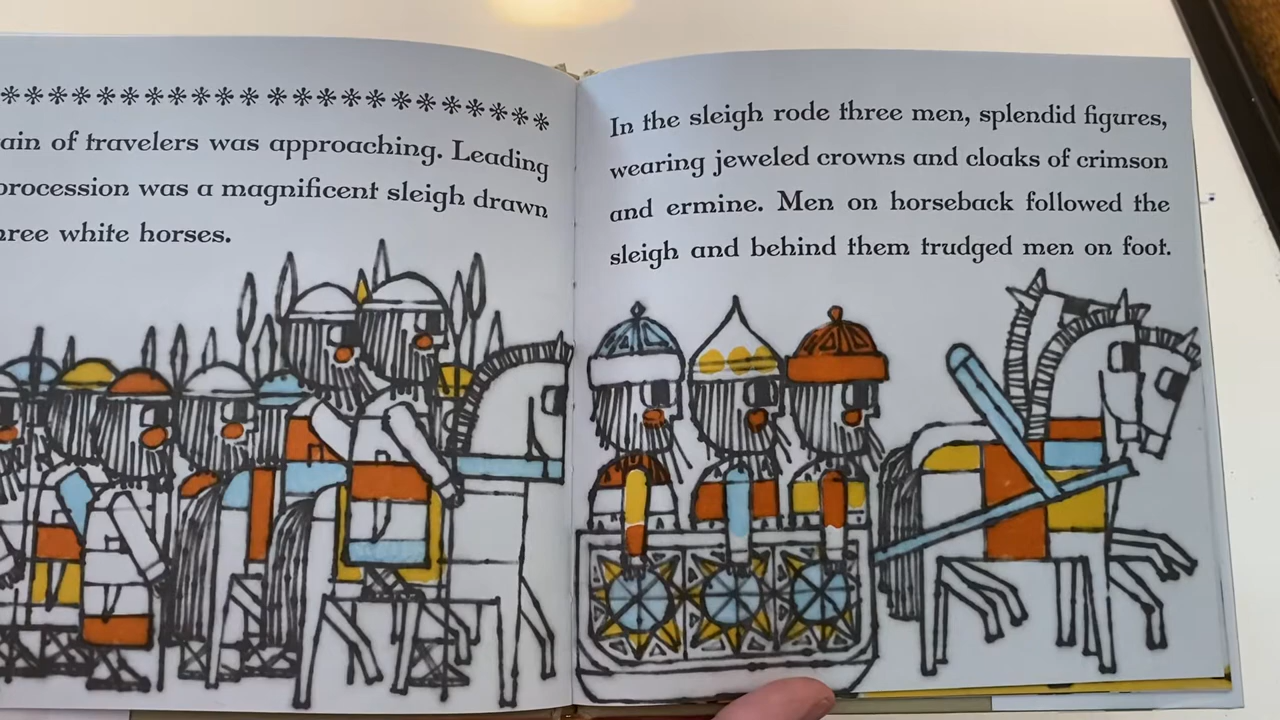 ain of travelers was approaching. Leading
procession was a magnificent sleigh drawn
hree white horses.
In the sleigh rode three men, splendid figures,
wearing jeweled crowns and cloaks of crimson
and ermine. Men on horseback followed the
sleigh and behind them trudged men on foot.